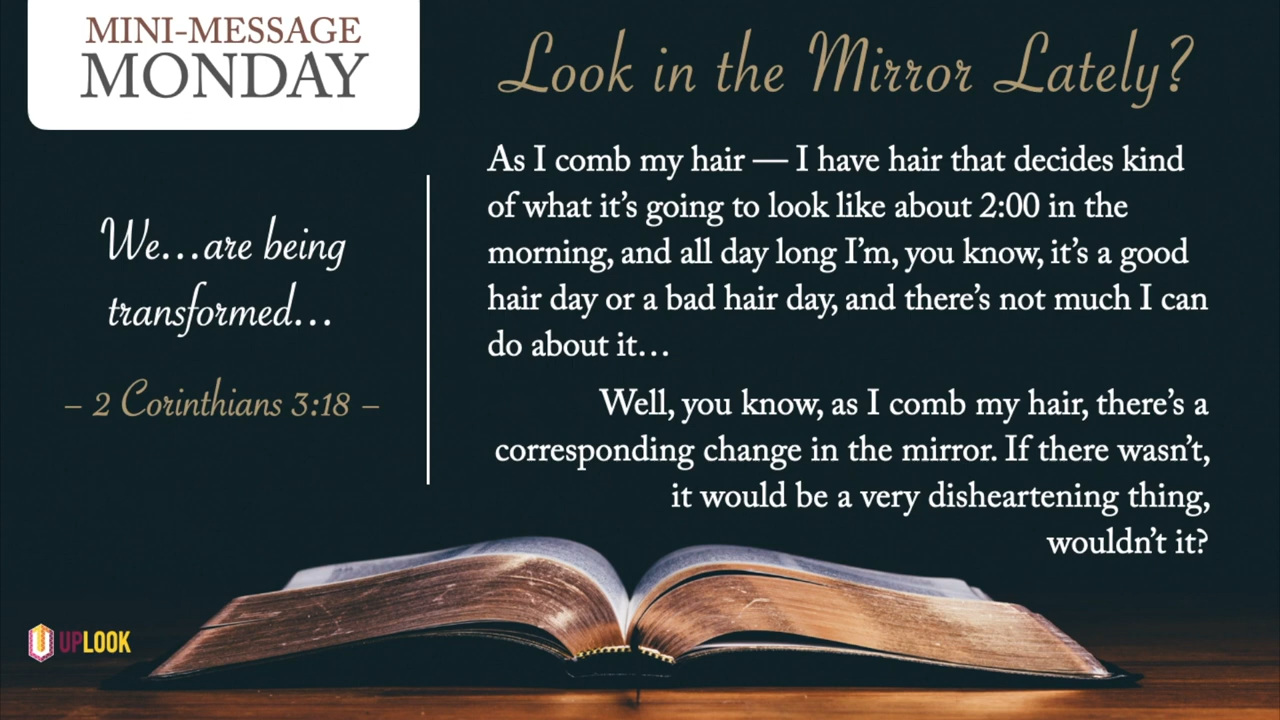 MINI-MESSAGE
MONDAY
Look in the Mirror Lately?
We...are being
transformed...
– 2 Corinthians 3:18 –
As I comb my hair — I have hair that decides kind
of what it’s going to look like about 2:00 in the
morning, and all day long I’m, you know, it’s a good
hair day or a bad hair day, and there’s not much I can
do about it...
Well, you know, as I comb my hair, there’s a
corresponding change in the mirror. If there wasn’t,
it would be a very disheartening thing,
wouldn’t it?
UPLOOK